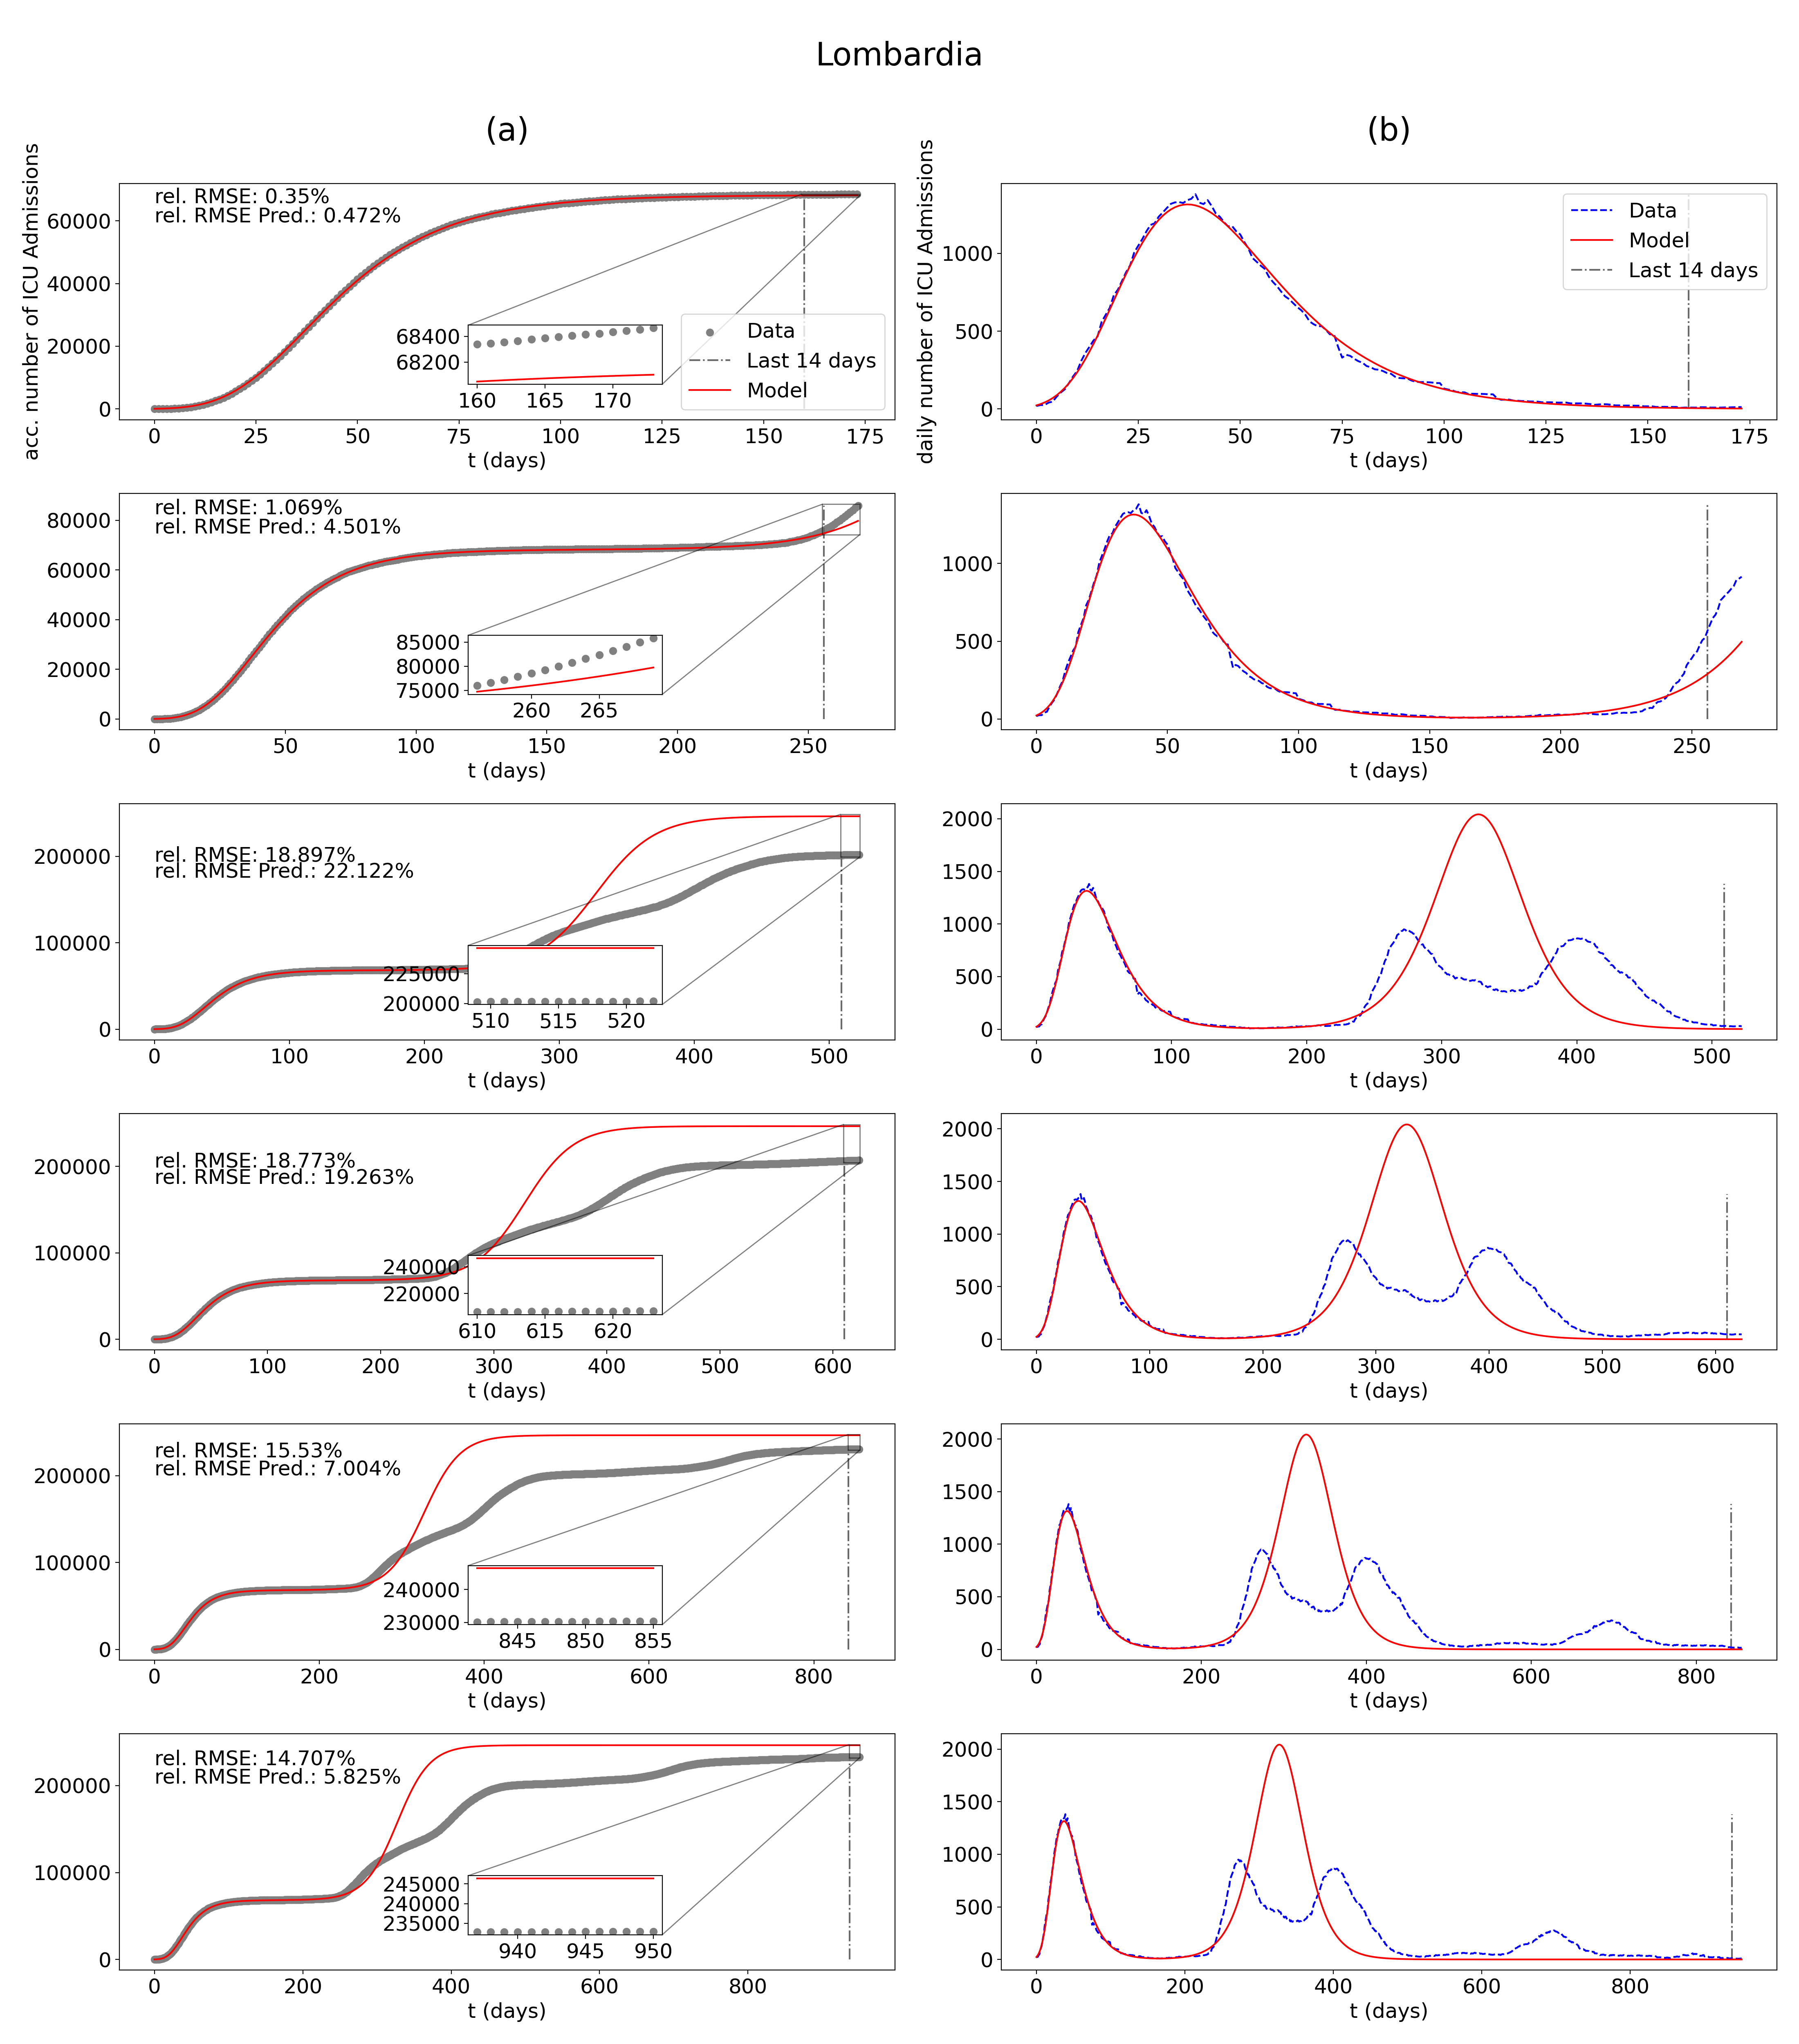 Lombardia
(a)
(b)
acc. number of ICU Admissions
rel. RMSE: 0.35%
rel. RMSE Pred.: 0.472%
60000
40000
20000
0
68400
68200
160 165 170
Data
Last 14 days
Model
0 25 50 75 100 125 150 175
t (days)
daily number of ICU Admissions
1000
500
0
Data
Model
Last 14 days
0 25 50 75 100 125 150 175
t (days)
rel. RMSE: 1.069%
rel. RMSE Pred.: 4.501%
80000
60000
40000
20000
0
85000
80000
75000
260 265
0 50 100 150 200 250
t (days)
1000
500
0
0 50 100 150 200 250
t (days)
rel. RMSE: 18.897%
rel. RMSE Pred.: 22.122%
200000
100000
0
225000
200000
510 515 520
0 100 200 300 400 500
t (days)
2000
1500
1000
500
0
0 100 200 300 400 500
t (days)
rel. RMSE: 18.773%
rel. RMSE Pred.: 19.263%
200000
100000
0
240000
220000
610 615 620
0 100 200 300 400 500 600
t (days)
2000
1500
1000
500
0
0 100 200 300 400 500 600
t (days)
rel. RMSE: 15.53%
rel. RMSE Pred.: 7.004%
200000
100000
0
240000
230000
845 850 855
0 200 400 600 800
t (days)
2000
1500
1000
500
0
0 200 400 600 800
t (days)
rel. RMSE: 14.707%
rel. RMSE Pred.: 5.825%
200000
100000
0
245000
240000
235000
940 945 950
0 200 400 600 800
t (days)
2000
1500
1000
500
0
0 200 400 600 800
t (days)